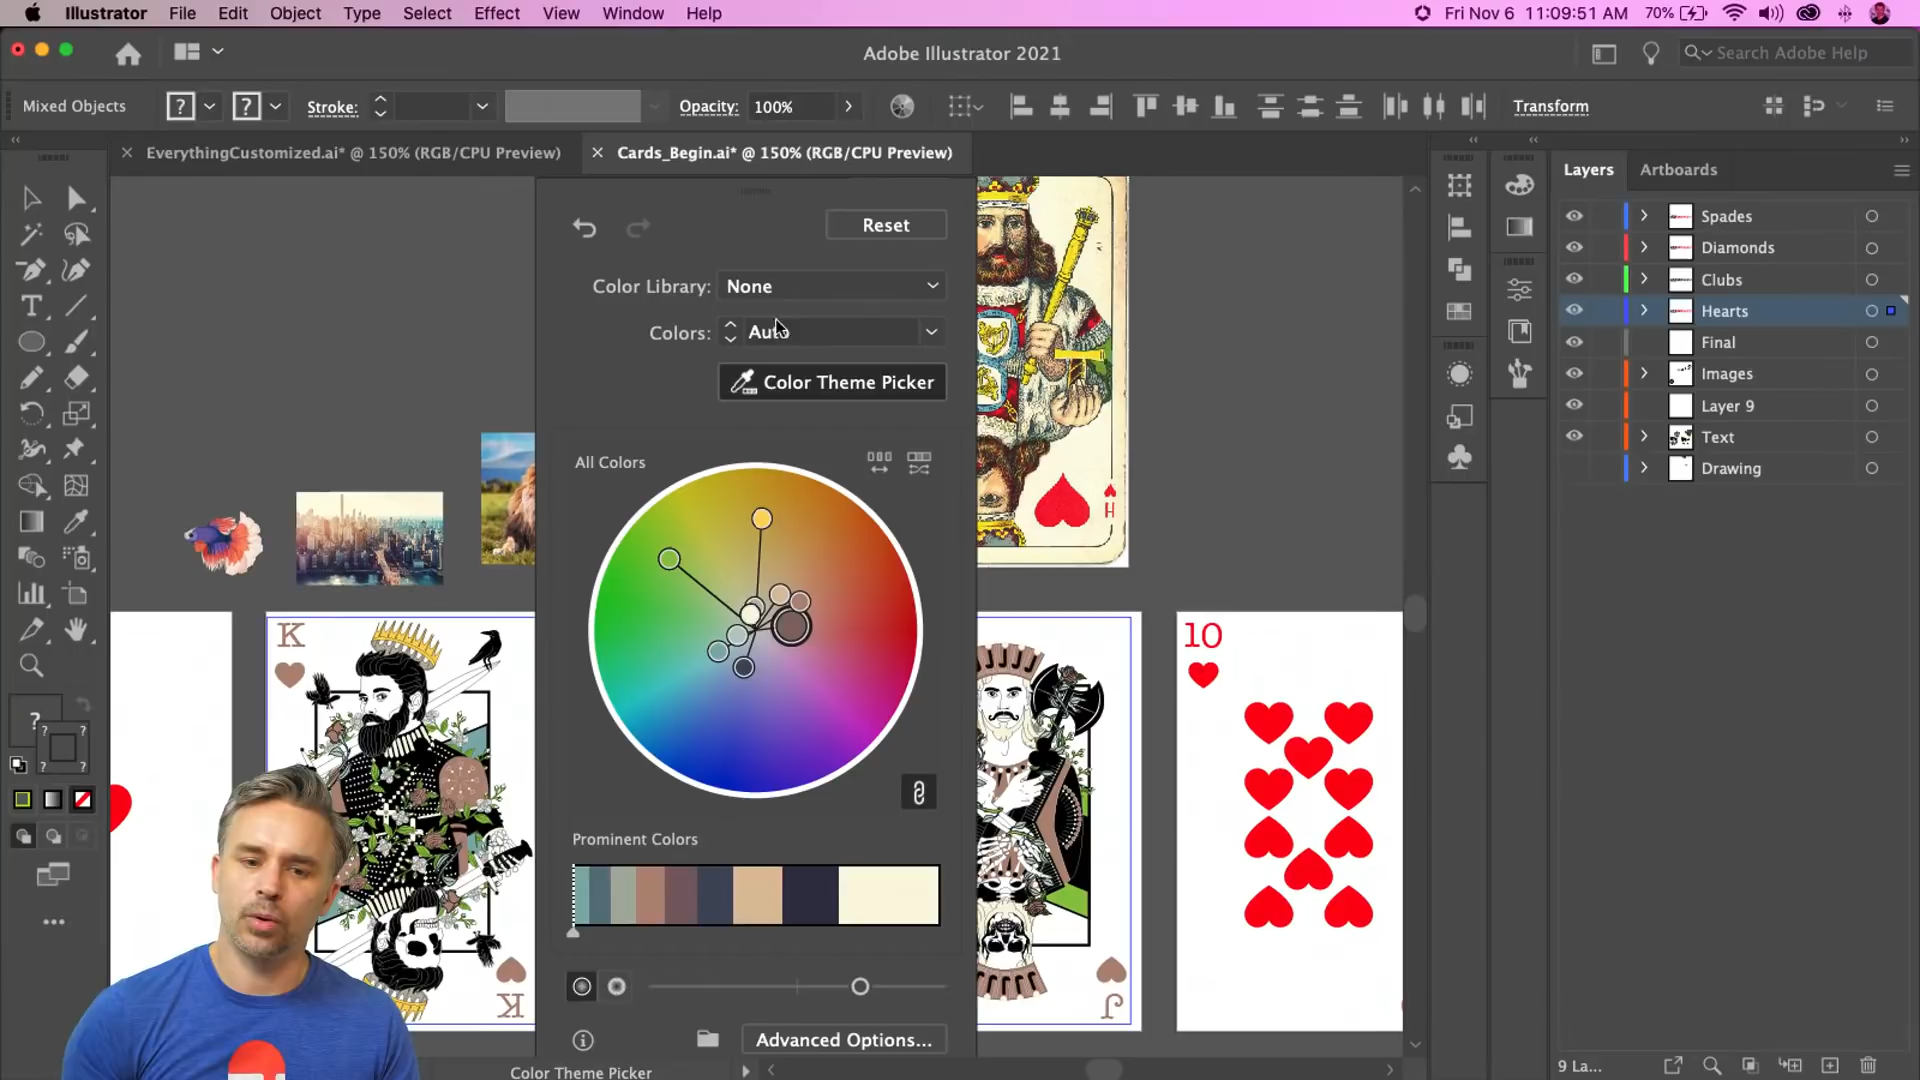 Illustrator File Edit Object Type Select Effect View Window Help
Fri Nov 6 11:09:51 AM 70%
Adobe Illustrator 2021
Search Adobe Help
Mixed Objects ? ? Stroke: Opacity: 100% Transform
EverythingCustomized.ai* @ 150% (RGB/CPU Preview)
Cards_Begin.ai* @ 150% (RGB/CPU Preview)
Reset
Color Library: None
Colors: Auto
Color Theme Picker
All Colors
Prominent Colors
Advanced Options...
Color Theme Picker
K
K
H
J
10
?
? ?
? ?
Layers Artboards
Spades
Diamonds
Clubs
Hearts
Final
Images
Layer 9
Text
Drawing
9 La...